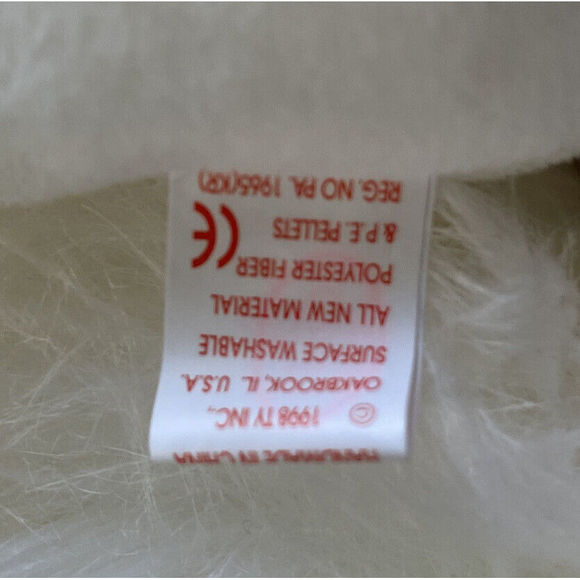 HANDMADE IN CHINA
© 1998 TY INC.,
OAKBROOK, IL. U.S.A.
SURFACE WASHABLE
ALL NEW MATERIAL
POLYESTER FIBER
& P.E. PELLETS CE
REG. NO PA. 1965(KR)